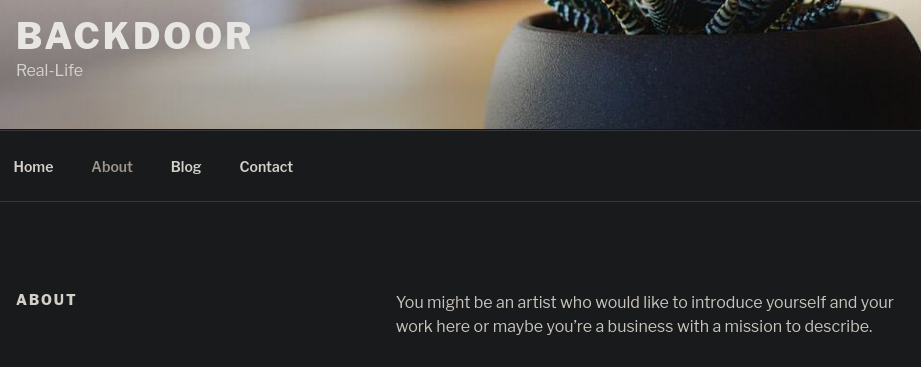 BACKDOOR
Real-Life
Home About Blog Contact
ABOUT
You might be an artist who would like to introduce yourself and your
work here or maybe you’re a business with a mission to describe.